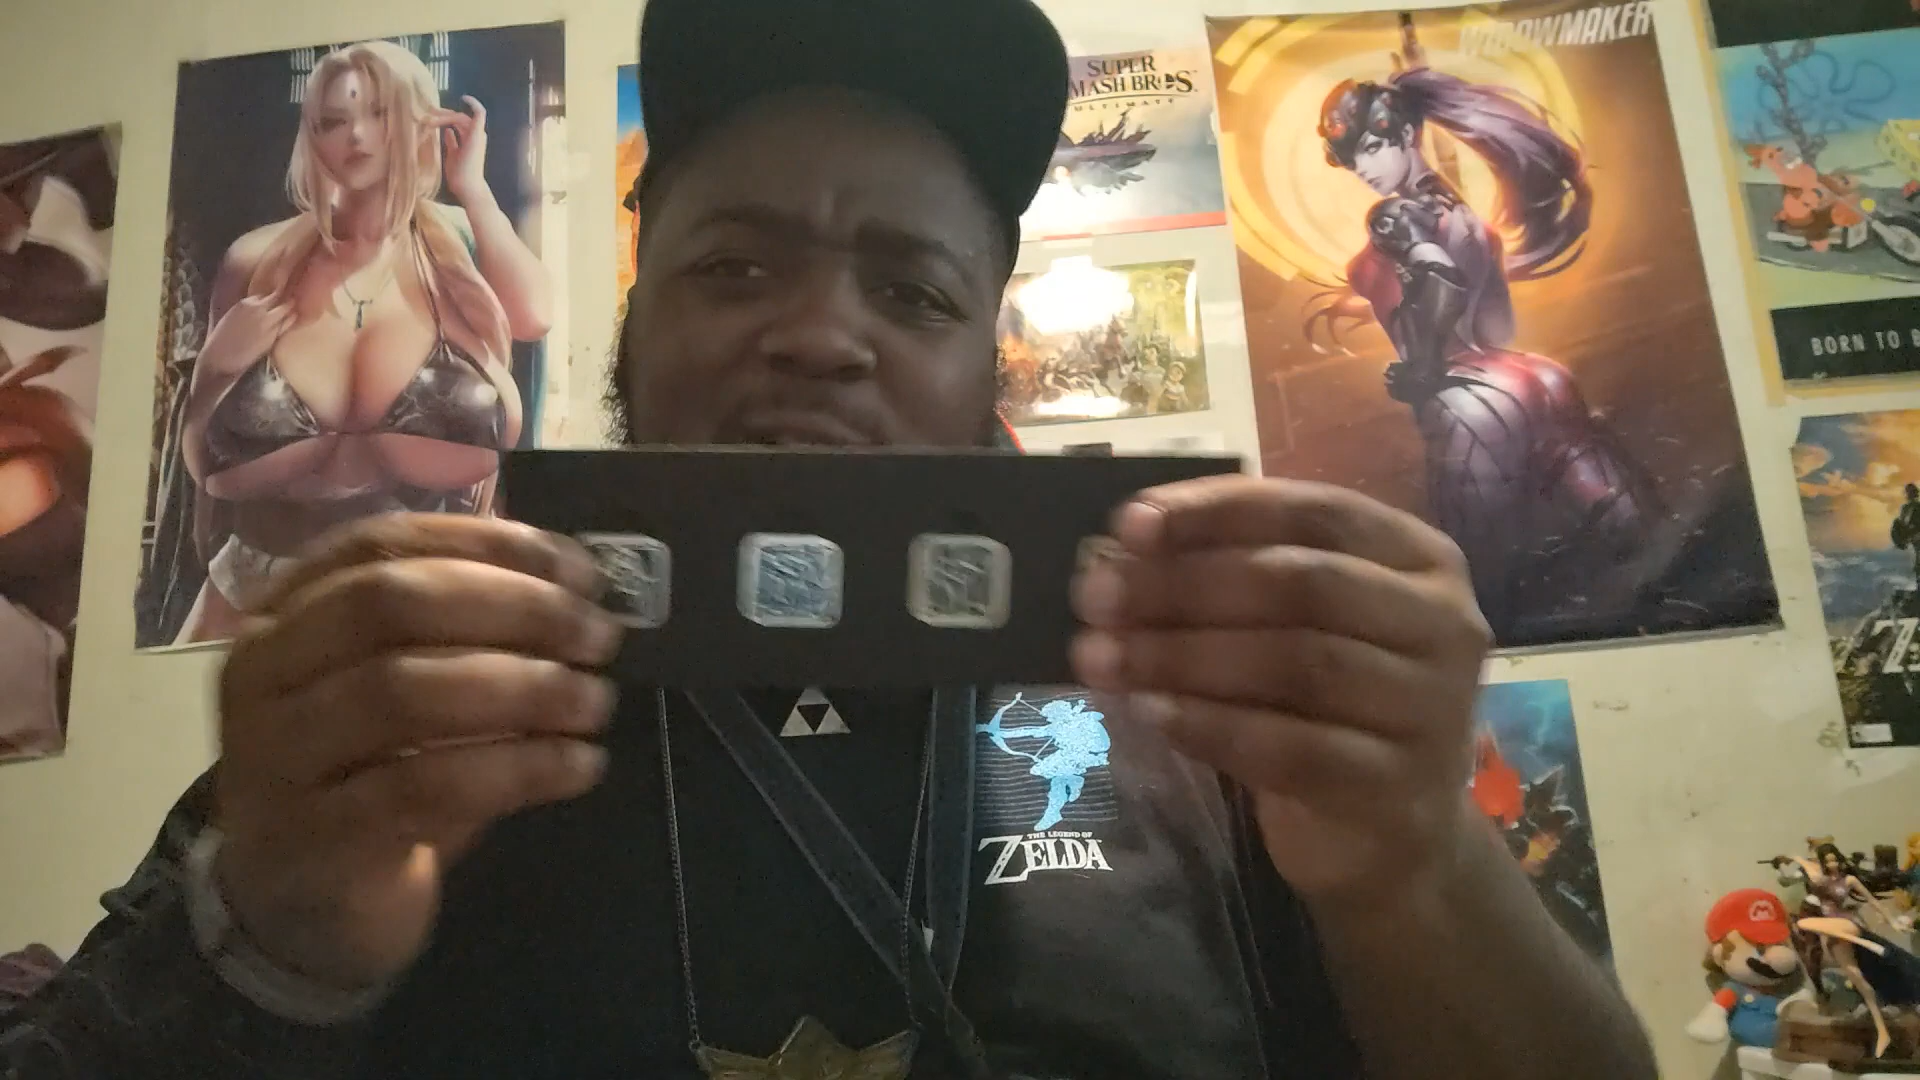 SUPER
MASH BROS.
ULTIMATE
WIDOWMAKER
BORN TO B
THE LEGEND OF
ZELDA
Z
M